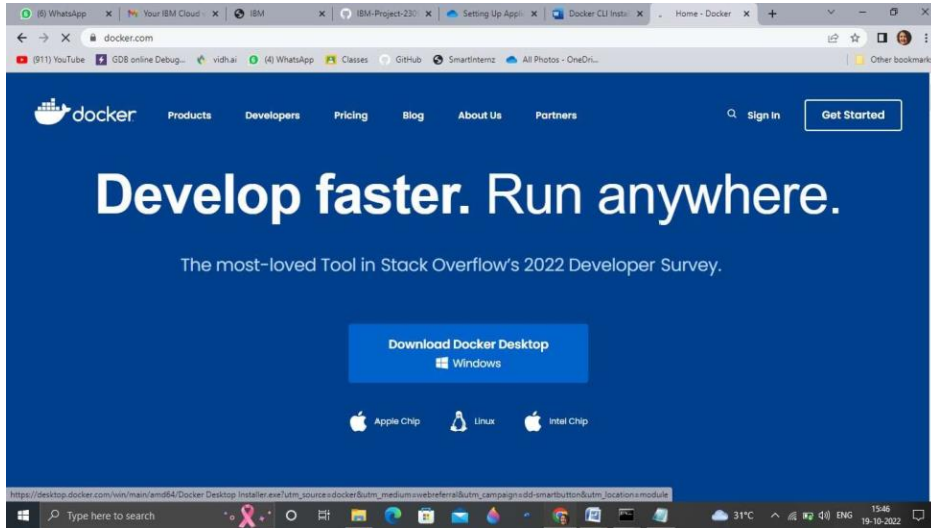 (6) WhatsApp
Your IBM Cloud
IBM
IBM-Project-230
Setting Up Appli
Docker CLI Insta
Home - Docker
docker.com
(911) YouTube
GDB online Debug...
vidh.ai
(4) WhatsApp
Classes
GitHub
SmartInternz
All Photos - OneDri...
Other bookmark
docker
Products
Developers
Pricing
Blog
About Us
Partners
Sign In
Get Started
Develop faster. Run anywhere.
The most-loved Tool in Stack Overflow's 2022 Developer Survey.
Download Docker Desktop
Windows
Apple Chip
Linux
Intel Chip
https://desktop.docker.com/win/main/amd64/Docker Desktop Installer.exe?utm_source=docker&utm_medium=webreferral&utm_campaign=dd-smartbutton&utm_location=module
Type here to search
31°C
ENG
15:46
19-10-2022